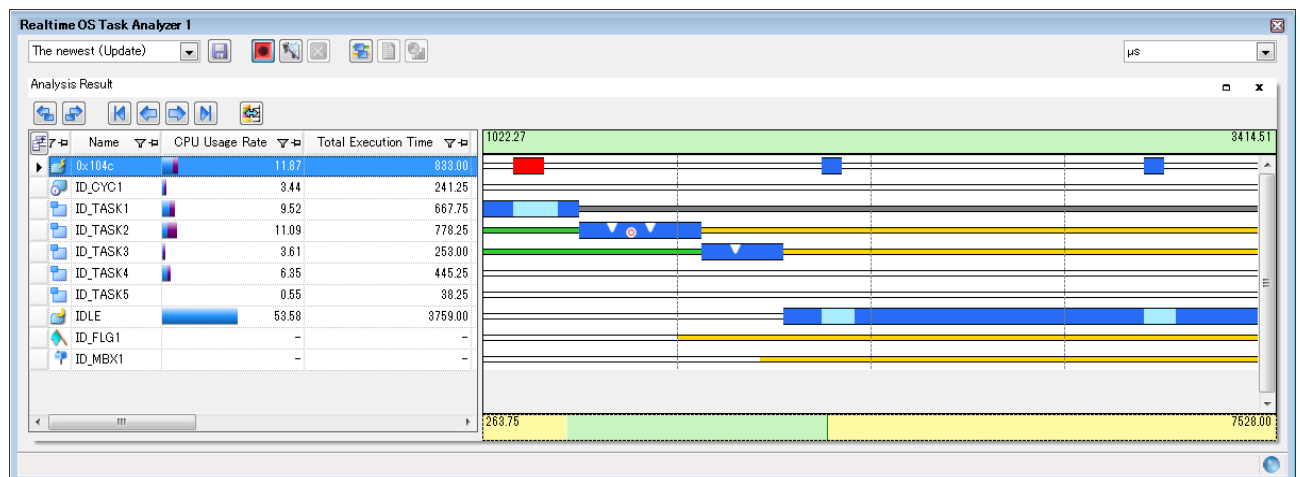 Realtime OS Task Analyzer 1
The newest (Update) µs
Analysis Result
Name CPU Usage Rate Total Execution Time 1022.27 3414.51
0x104c 11.87 833.00
ID_CYC1 3.44 241.25
ID_TASK1 9.52 667.75
ID_TASK2 11.09 778.25
ID_TASK3 3.61 253.00
ID_TASK4 6.35 445.25
ID_TASK5 0.55 38.25
IDLE 53.58 3759.00
ID_FLG1 - -
ID_MBX1 - -
263.75 7528.00